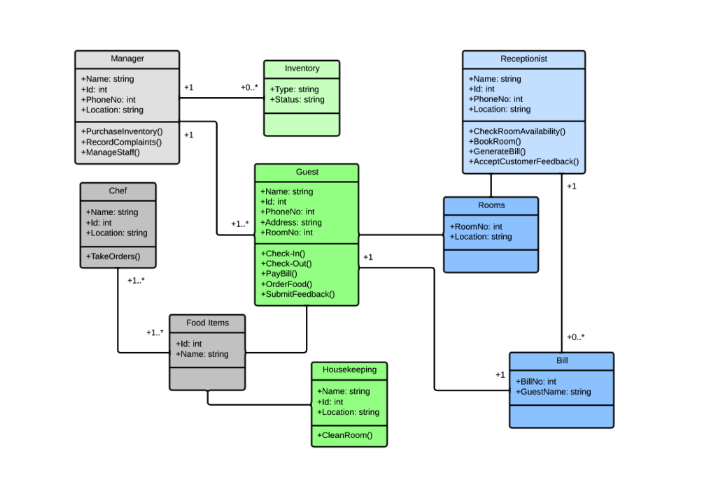 Manager
+Name: string
+Id: int
+PhoneNo: int
+Location: string
+PurchaseInventory()
+RecordComplaints()
+ManageStaff()
+1
+0..*
+1
+1..*
Inventory
+Type: string
+Status: string
Receptionist
+Name: string
+Id: int
+PhoneNo: int
+Location: string
+CheckRoomAvailability()
+BookRoom()
+GenerateBill()
+AcceptCustomerFeedback()
+1
+0..*
Guest
+Name: string
+Id: int
+PhoneNo: int
+Address: string
+RoomNo: int
+Check-In()
+Check-Out()
+PayBill()
+OrderFood()
+SubmitFeedback()
+1
+1
Chef
+Name: string
+Id: int
+Location: string
+TakeOrders()
+1..*
+1..*
Rooms
+RoomNo: int
+Location: string
Food Items
+Id: int
+Name: string
Housekeeping
+Name: string
+Id: int
+Location: string
+CleanRoom()
Bill
+BillNo: int
+GuestName: string